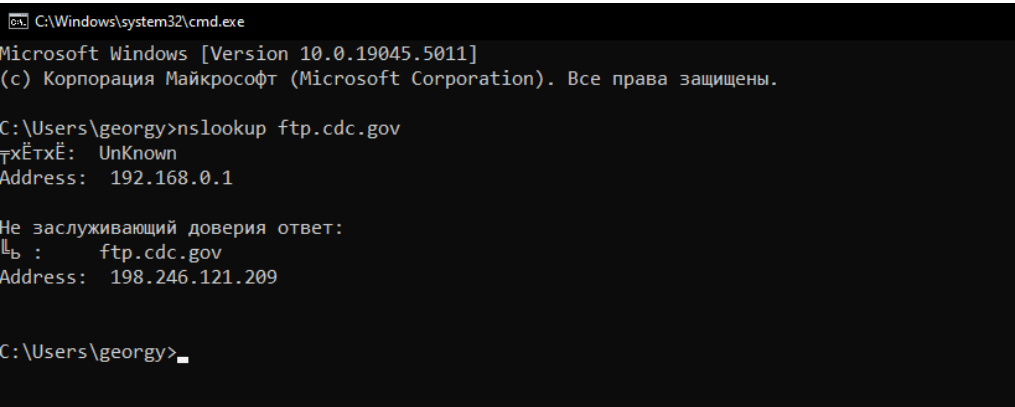 C:\Windows\system32\cmd.exe
Microsoft Windows [Version 10.0.19045.5011]
(c) Корпорация Майкрософт (Microsoft Corporation). Все права защищены.
C:\Users\georgy>nslookup ftp.cdc.gov
╤хЁтхЁ:  UnKnown
Address:  192.168.0.1
Не заслуживающий доверия ответ:
╚ь :     ftp.cdc.gov
Address:  198.246.121.209
C:\Users\georgy>